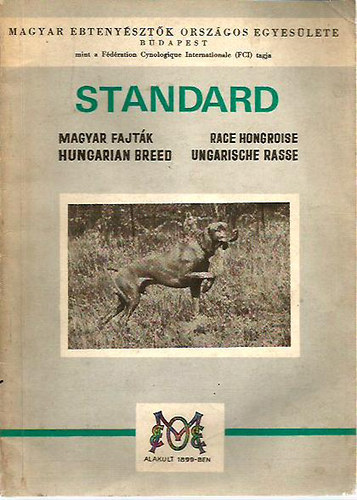 MAGYAR EBTENYÉSZTŐK ORSZÁGOS EGYESÜLETE
BUDAPEST
mint a Fédération Cynologique Internationale (FCI) tagja
STANDARD
MAGYAR FAJTÁK RACE HONGROISE
HUNGARIAN BREED UNGARISCHE RASSE
MEOE
ALAKULT 1899-BEN